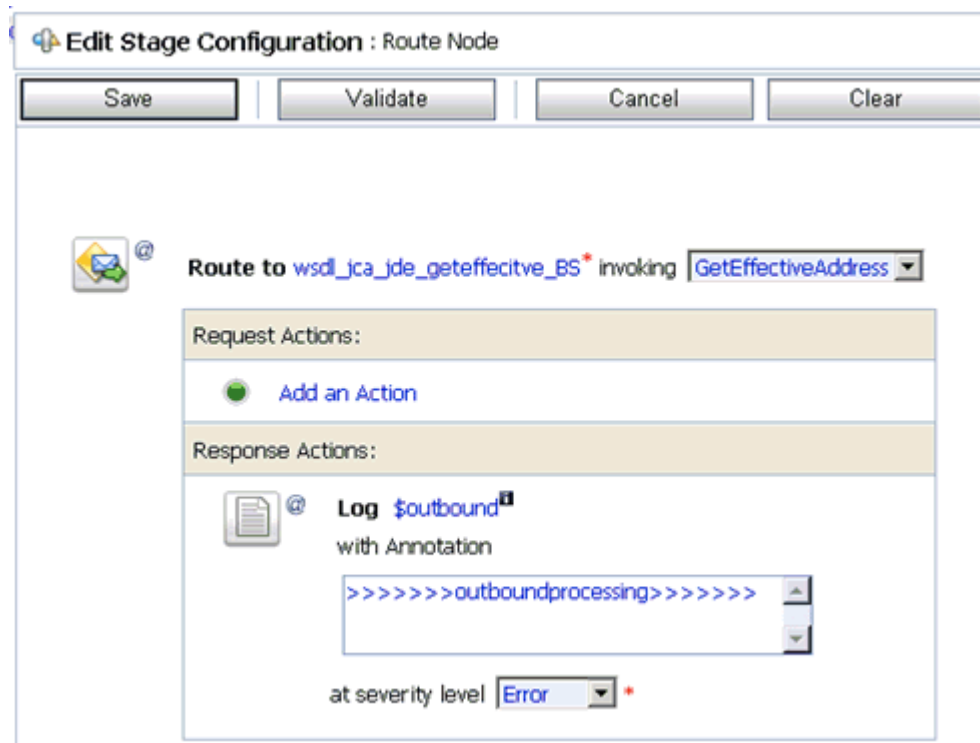 Edit Stage Configuration : Route Node
Save Validate Cancel Clear
@ Route to wsdl_jca_jde_geteffecitve_BS* invoking GetEffectiveAddress
Request Actions:
Add an Action
Response Actions:
@ Log $outbound
with Annotation
>>>>>>>outboundprocessing>>>>>>>
at severity level Error *